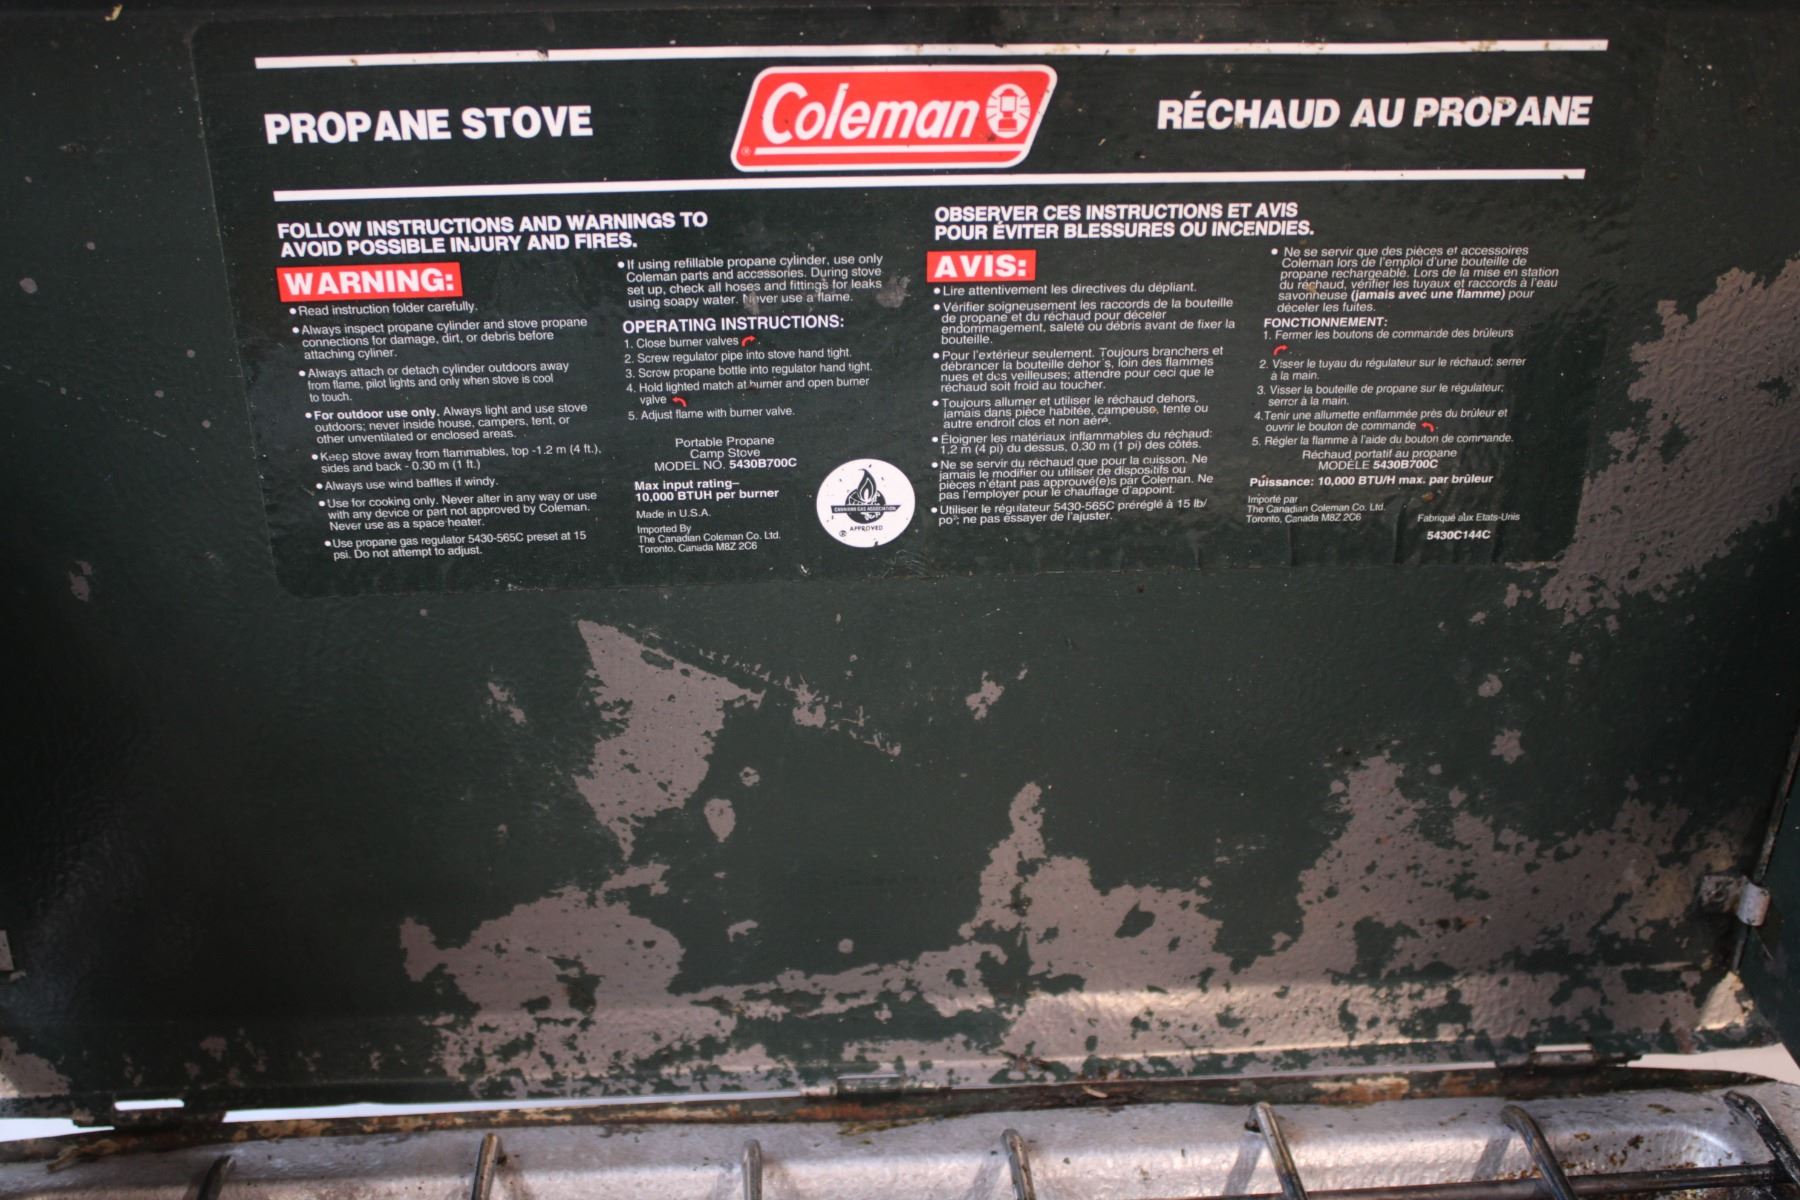 PROPANE STOVE
Coleman
RÉCHAUD AU PROPANE
FOLLOW INSTRUCTIONS AND WARNINGS TO
AVOID POSSIBLE INJURY AND FIRES.
WARNING:
• Read instruction folder carefully.
• Always inspect propane cylinder and stove propane
connections for damage, dirt, or debris before
attaching cyliner.
• Always attach or detach cylinder outdoors away
from flame, pilot lights and only when stove is cool
to touch.
• For outdoor use only. Always light and use stove
outdoors; never inside house, campers, tent, or
other unventilated or enclosed areas.
• Keep stove away from flammables, top -1.2 m (4 ft.),
sides and back - 0.30 m (1 ft.)
• Always use wind baffles if windy.
• Use for cooking only. Never alter in any way or use
with any device or part not approved by Coleman.
Never use as a space heater.
• Use propane gas regulator 5430-565C preset at 15
psi. Do not attempt to adjust.
• If using refillable propane cylinder, use only
Coleman parts and accessories. During stove
set up, check all hoses and fittings for leaks
using soapy water. Never use a flame.
OPERATING INSTRUCTIONS:
1. Close burner valves
2. Screw regulator pipe into stove hand tight.
3. Screw propane bottle into regulator hand tight.
4. Hold lighted match at burner and open burner
valve
5. Adjust flame with burner valve.
Portable Propane
Camp Stove
MODEL NO. 5430B700C
Max input rating–
10,000 BTUH per burner
Made in U.S.A.
Imported By
The Canadian Coleman Co. Ltd.
Toronto, Canada M8Z 2C6
CANADIAN GAS ASSOCIATION
APPROVED
®
OBSERVER CES INSTRUCTIONS ET AVIS
POUR ÉVITER BLESSURES OU INCENDIES.
AVIS:
• Lire attentivement les directives du dépliant.
• Vérifier soigneusement les raccords de la bouteille
de propane et du réchaud pour déceler
endommagement, saleté ou débris avant de fixer la
bouteille.
• Pour l'extérieur seulement. Toujours branchers et
débrancher la bouteille dehor s, loin des flammes
nues et des veilleuses; attendre pour ceci que le
réchaud soit froid au toucher.
• Toujours allumer et utiliser le réchaud dehors,
jamais dans pièce habitée, campeuse, tente ou
autre endroit clos et non aéré.
• Éloigner les matériaux inflammables du réchaud:
1,2 m (4 pi) du dessus, 0,30 m (1 pi) des côtés.
• Ne se servir du réchaud que pour la cuisson. Ne
jamais le modifier ou utiliser de dispositifs ou
pièces n'étant pas approuvé(e)s par Coleman. Ne
pas l'employer pour le chauffage d'appoint.
• Utiliser le régulateur 5430-565C préréglé à 15 lb/
po²; ne pas essayer de l'ajuster.
• Ne se servir que des pièces et accessoires
Coleman lors de l'emploi d'une bouteille de
propane rechargeable. Lors de la mise en station
du réchaud, vérifier les tuyaux et raccords à l'eau
savonneuse (jamais avec une flamme) pour
déceler les fuites.
FONCTIONNEMENT:
1. Fermer les boutons de commande des brûleurs
2. Visser le tuyau du régulateur sur le réchaud; serrer
à la main.
3. Visser la bouteille de propane sur le régulateur;
serror à la main.
4.Tenir une allumette enflammée près du brûleur et
ouvrir le bouton de commande
5. Régler la flamme à l'aide du bouton de commande.
Réchaud portatif au propane
MODÈLE 5430B700C
Puissance: 10,000 BTU/H max. par brûleur
Importé par
The Canadian Coleman Co. Ltd.
Toronto, Canada M8Z 2C6
Fabriqué aux Etats-Unis
5430C144C